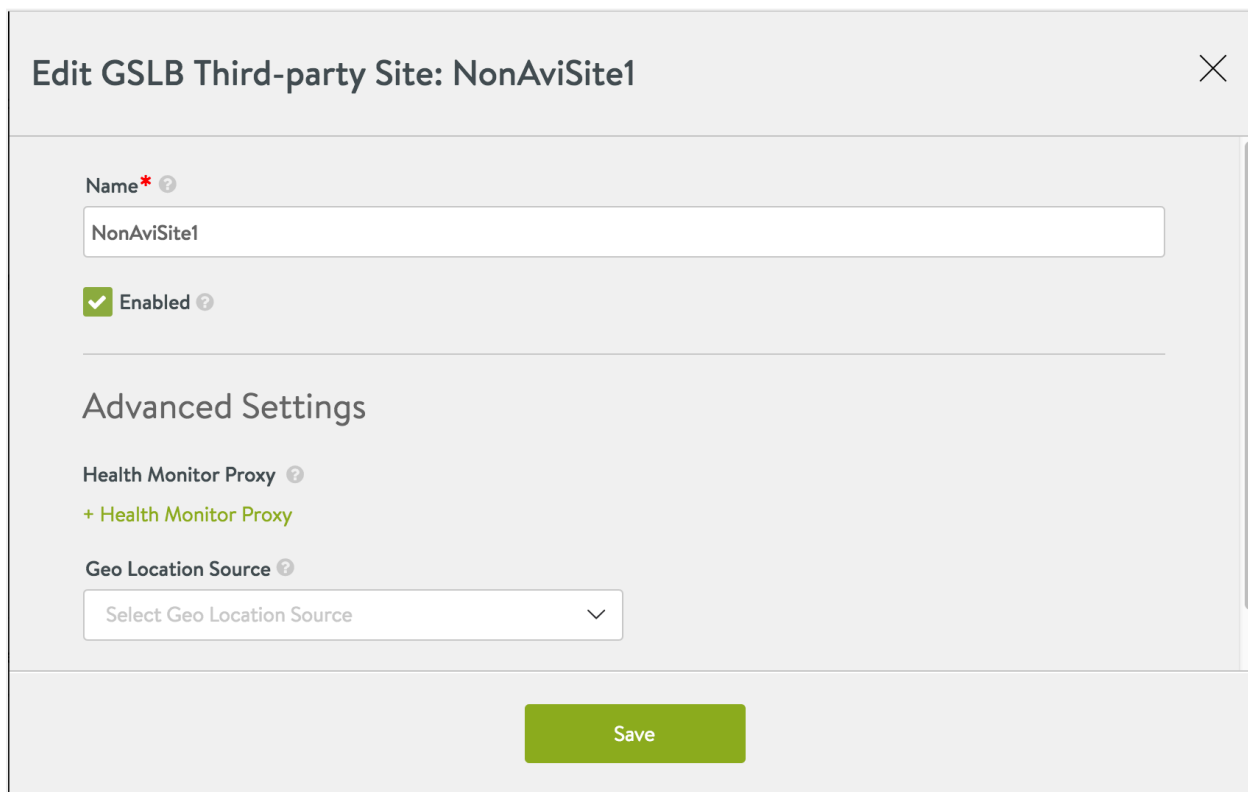 Edit GSLB Third-party Site: NonAviSite1
Name* ?
NonAviSite1
Enabled ?
Advanced Settings
Health Monitor Proxy ?
+ Health Monitor Proxy
Geo Location Source ?
Select Geo Location Source
Save